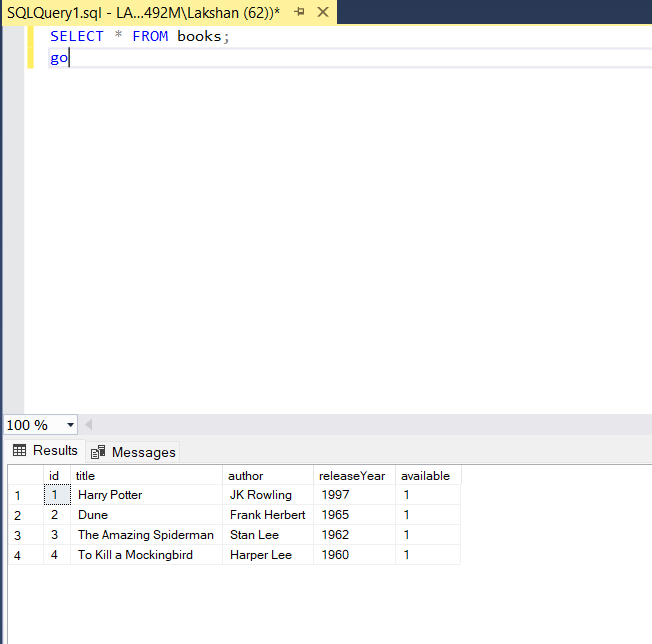 SQLQuery1.sql - LA...492M\Lakshan (62))*
SELECT * FROM books;
go
100 %
Results Messages
id title author releaseYear available
1 1 Harry Potter JK Rowling 1997 1
2 2 Dune Frank Herbert 1965 1
3 3 The Amazing Spiderman Stan Lee 1962 1
4 4 To Kill a Mockingbird Harper Lee 1960 1